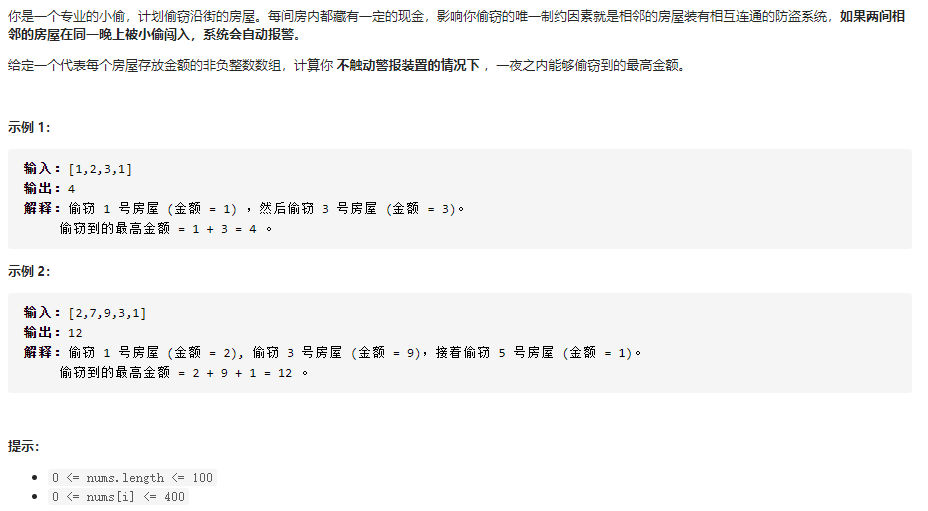 你是一个专业的小偷，计划偷窃沿街的房屋。每间房内都藏有一定的现金，影响你偷窃的唯一制约因素就是相邻的房屋装有相互连通的防盗系统，如果两间相
邻的房屋在同一晚上被小偷闯入，系统会自动报警。
给定一个代表每个房屋存放金额的非负整数数组，计算你 不触动警报装置的情况下 ，一夜之内能够偷窃到的最高金额。
示例 1：
输入：[1,2,3,1]
输出：4
解释：偷窃 1 号房屋 (金额 = 1) ，然后偷窃 3 号房屋 (金额 = 3)。
偷窃到的最高金额 = 1 + 3 = 4 。
示例 2：
输入：[2,7,9,3,1]
输出：12
解释：偷窃 1 号房屋 (金额 = 2), 偷窃 3 号房屋 (金额 = 9)，接着偷窃 5 号房屋 (金额 = 1)。
偷窃到的最高金额 = 2 + 9 + 1 = 12 。
提示：
0 <= nums.length <= 100
0 <= nums[i] <= 400